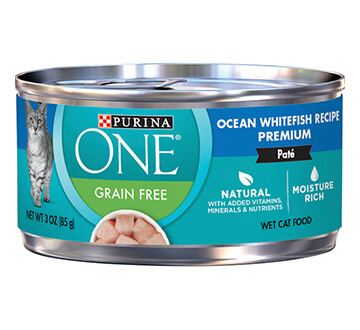 PURINA
ONE®
GRAIN FREE
NET WT 3 OZ (85 g)
OCEAN WHITEFISH RECIPE
PREMIUM
Paté
NATURAL
WITH ADDED VITAMINS,
MINERALS & NUTRIENTS
MOISTURE
RICH
WET CAT FOOD